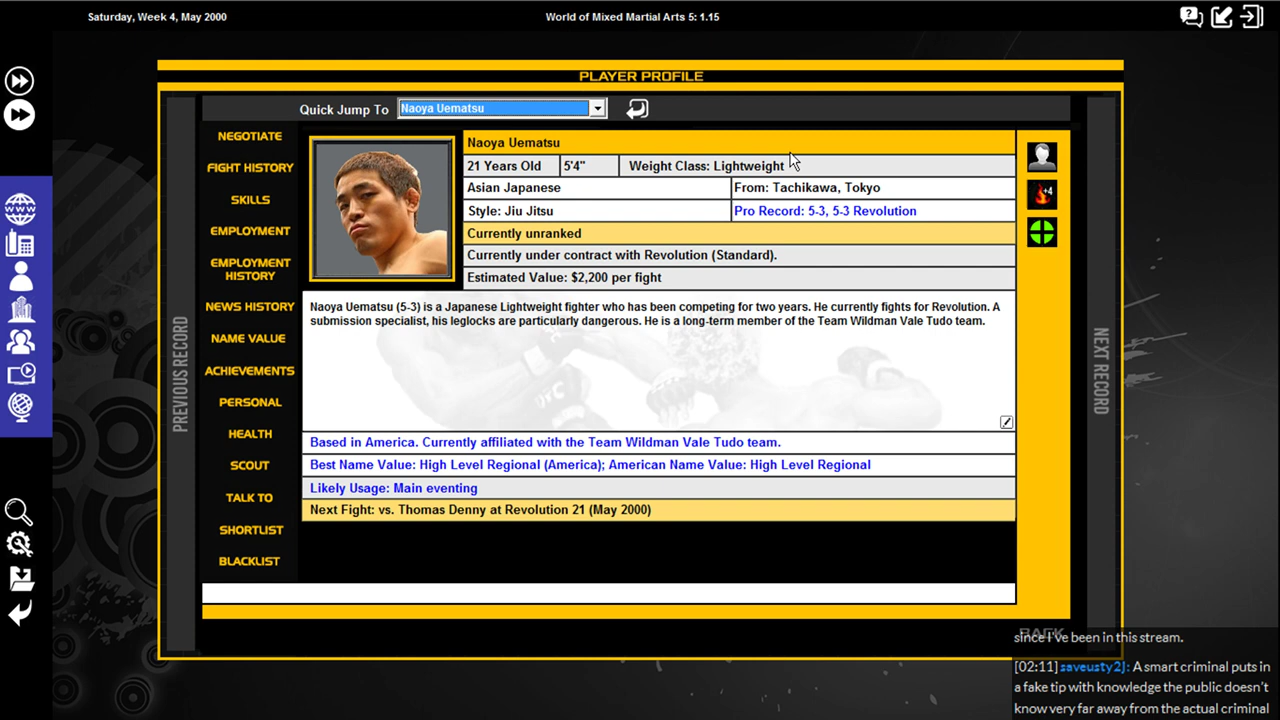 Saturday, Week 4, May 2000
World of Mixed Martial Arts 5: 1.15
PLAYER PROFILE
Quick Jump To
Naoya Uematsu
PREVIOUS RECORD
NEGOTIATE
FIGHT HISTORY
SKILLS
EMPLOYMENT
EMPLOYMENT
HISTORY
NEWS HISTORY
NAME VALUE
ACHIEVEMENTS
PERSONAL
HEALTH
SCOUT
TALK TO
SHORTLIST
BLACKLIST
Naoya Uematsu
21 Years Old
5'4"
Weight Class: Lightweight
Asian Japanese
From: Tachikawa, Tokyo
Style: Jiu Jitsu
Pro Record: 5-3, 5-3 Revolution
Currently unranked
Currently under contract with Revolution (Standard).
Estimated Value: $2,200 per fight
+4
Naoya Uematsu (5-3) is a Japanese Lightweight fighter who has been competing for two years. He currently fights for Revolution. A
submission specialist, his leglocks are particularly dangerous. He is a long-term member of the Team Wildman Vale Tudo team.
Based in America. Currently affiliated with the Team Wildman Vale Tudo team.
Best Name Value: High Level Regional (America); American Name Value: High Level Regional
Likely Usage: Main eventing
Next Fight: vs. Thomas Denny at Revolution 21 (May 2000)
NEXT RECORD
BACK
since I've been in this stream.
[02:11] saveusty2J: A smart criminal puts in
a fake tip with knowledge the public doesn't
know very far away from the actual criminal